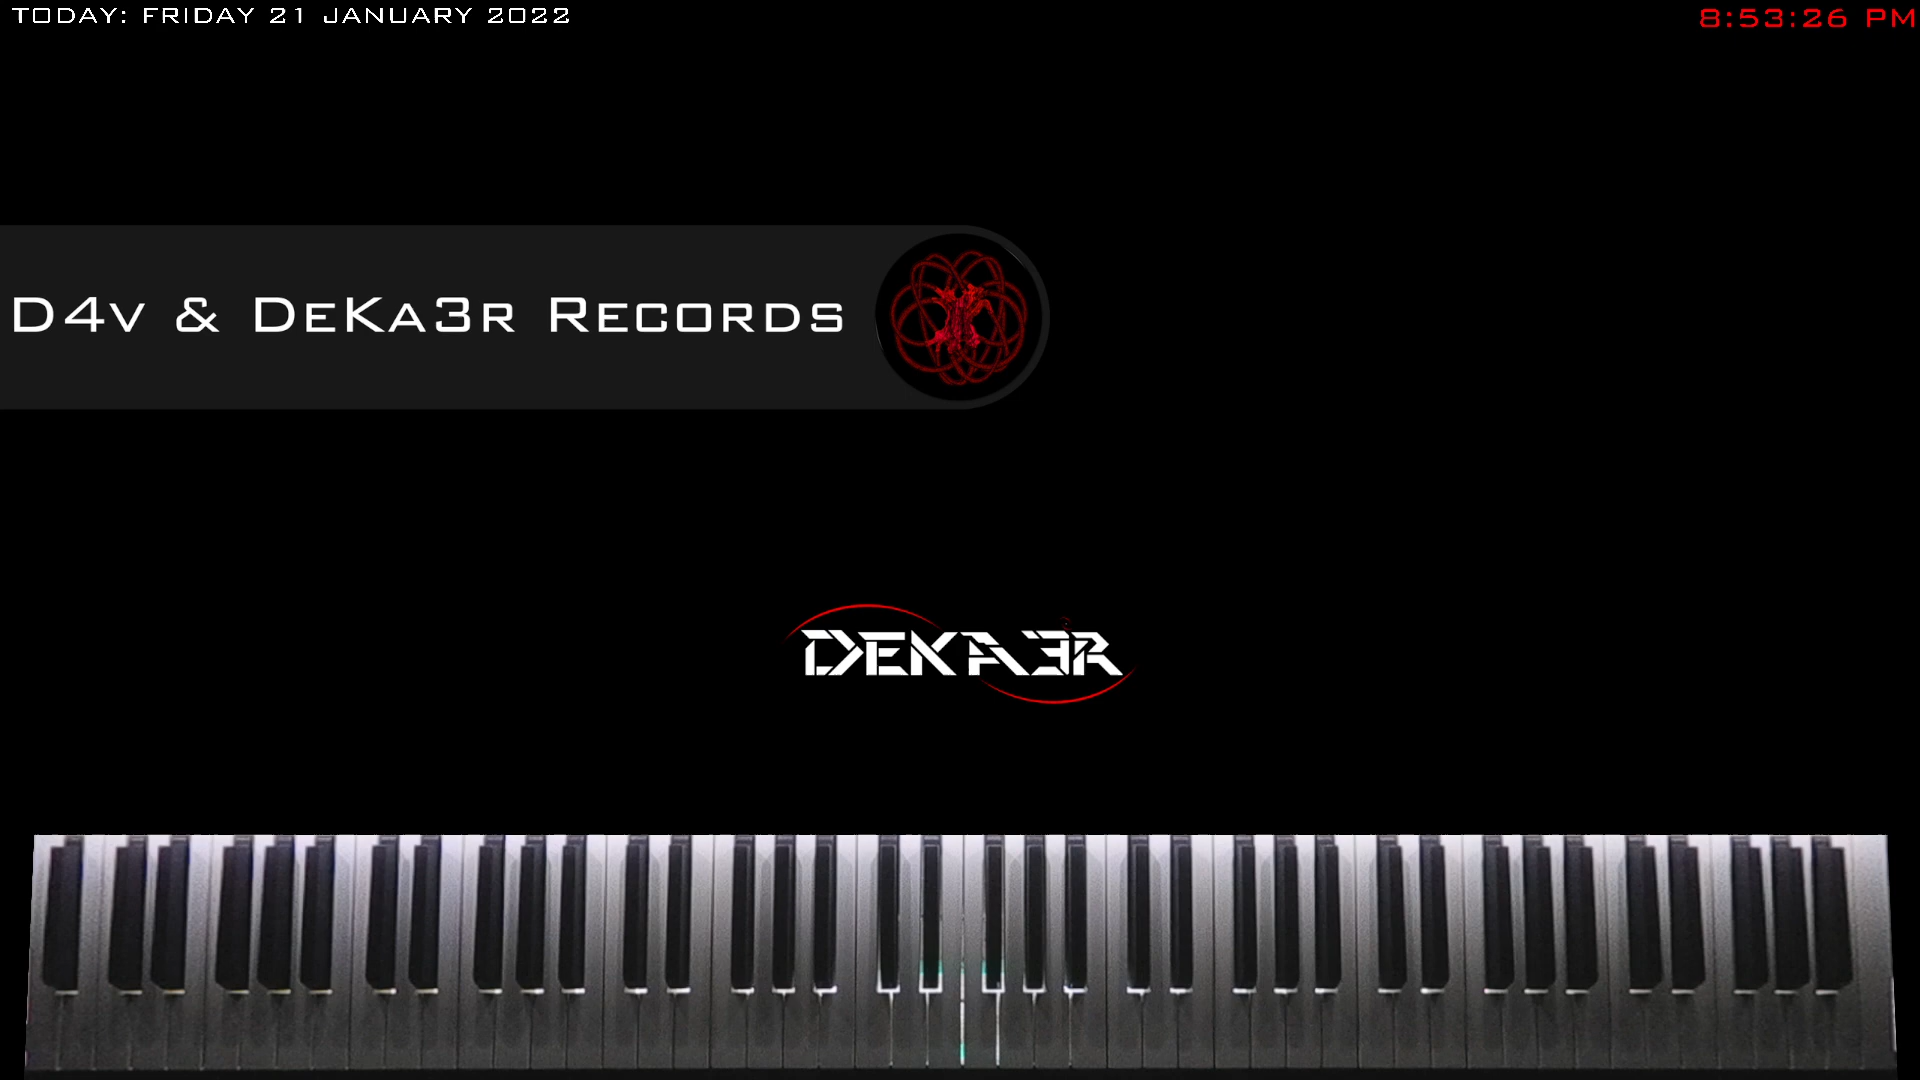 TODAY: FRIDAY 21 JANUARY 2022
8:53:26 PM
D4v & DeKa3r Records
DEKA3R